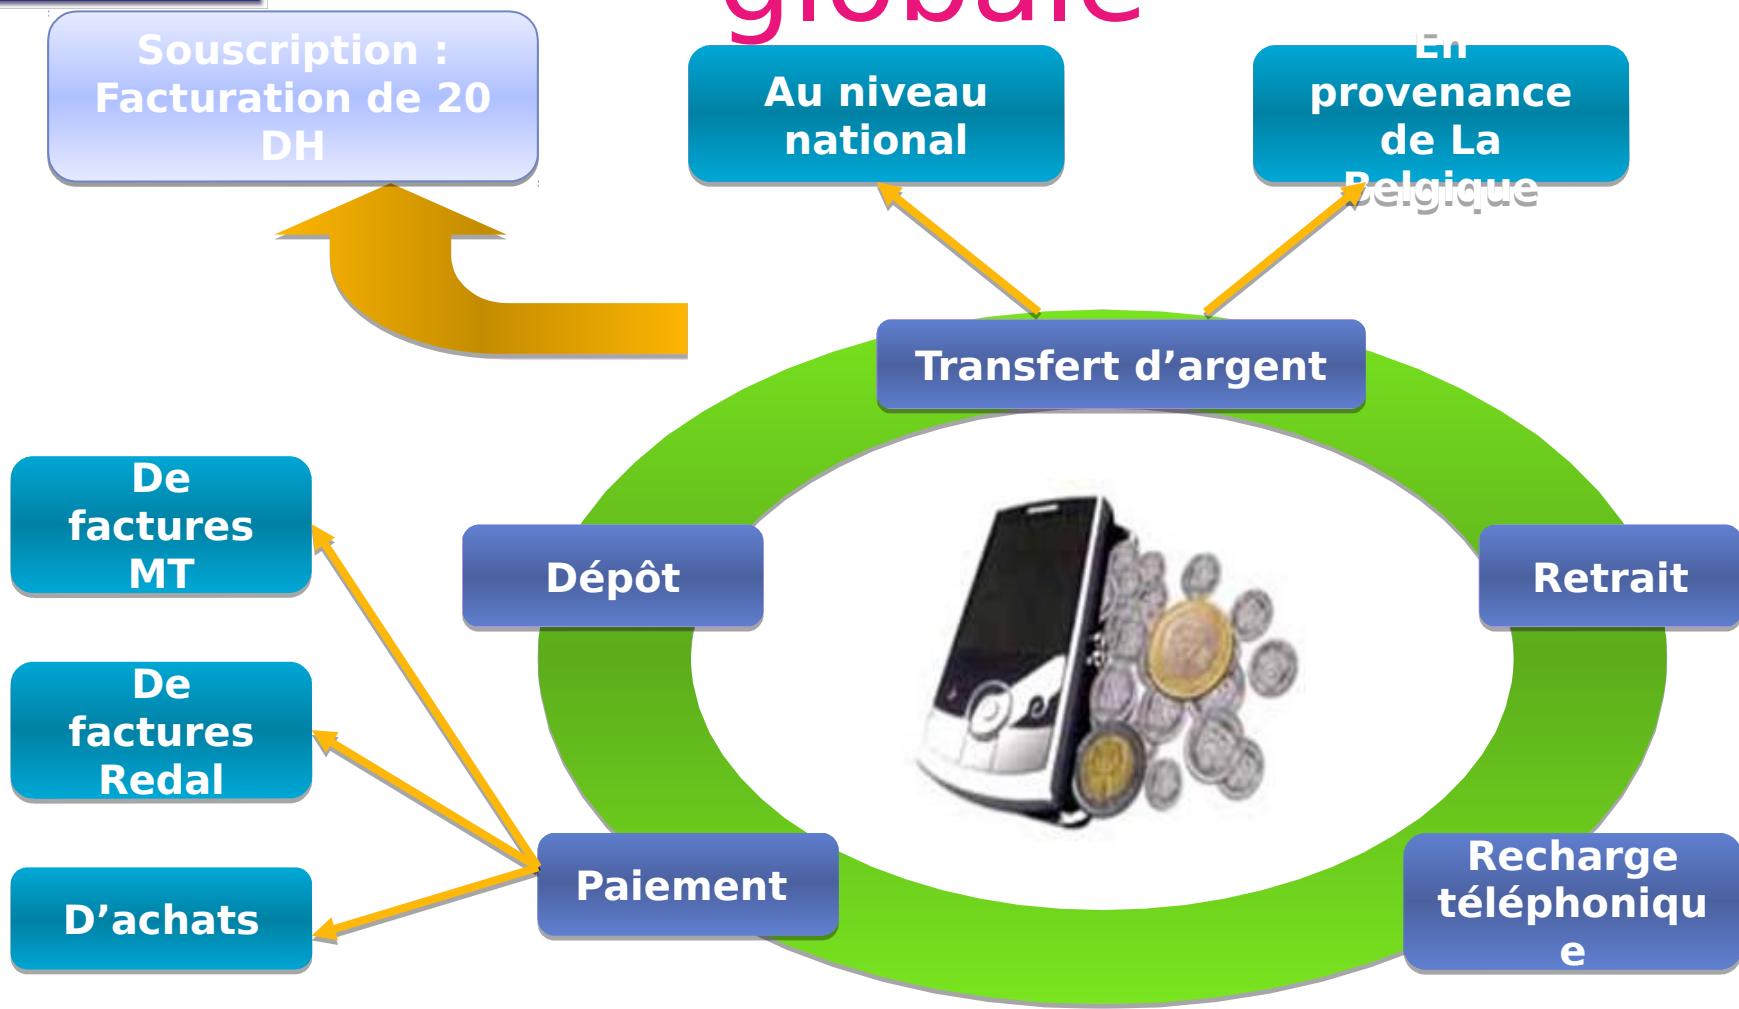 globale
Souscription :
Facturation de 20
DH
Au niveau
national
En
provenance
de La
Belgique
Transfert d’argent
De
factures
MT
Dépôt
Retrait
De
factures
Redal
Paiement
Recharge
téléphoniqu
e
D’achats